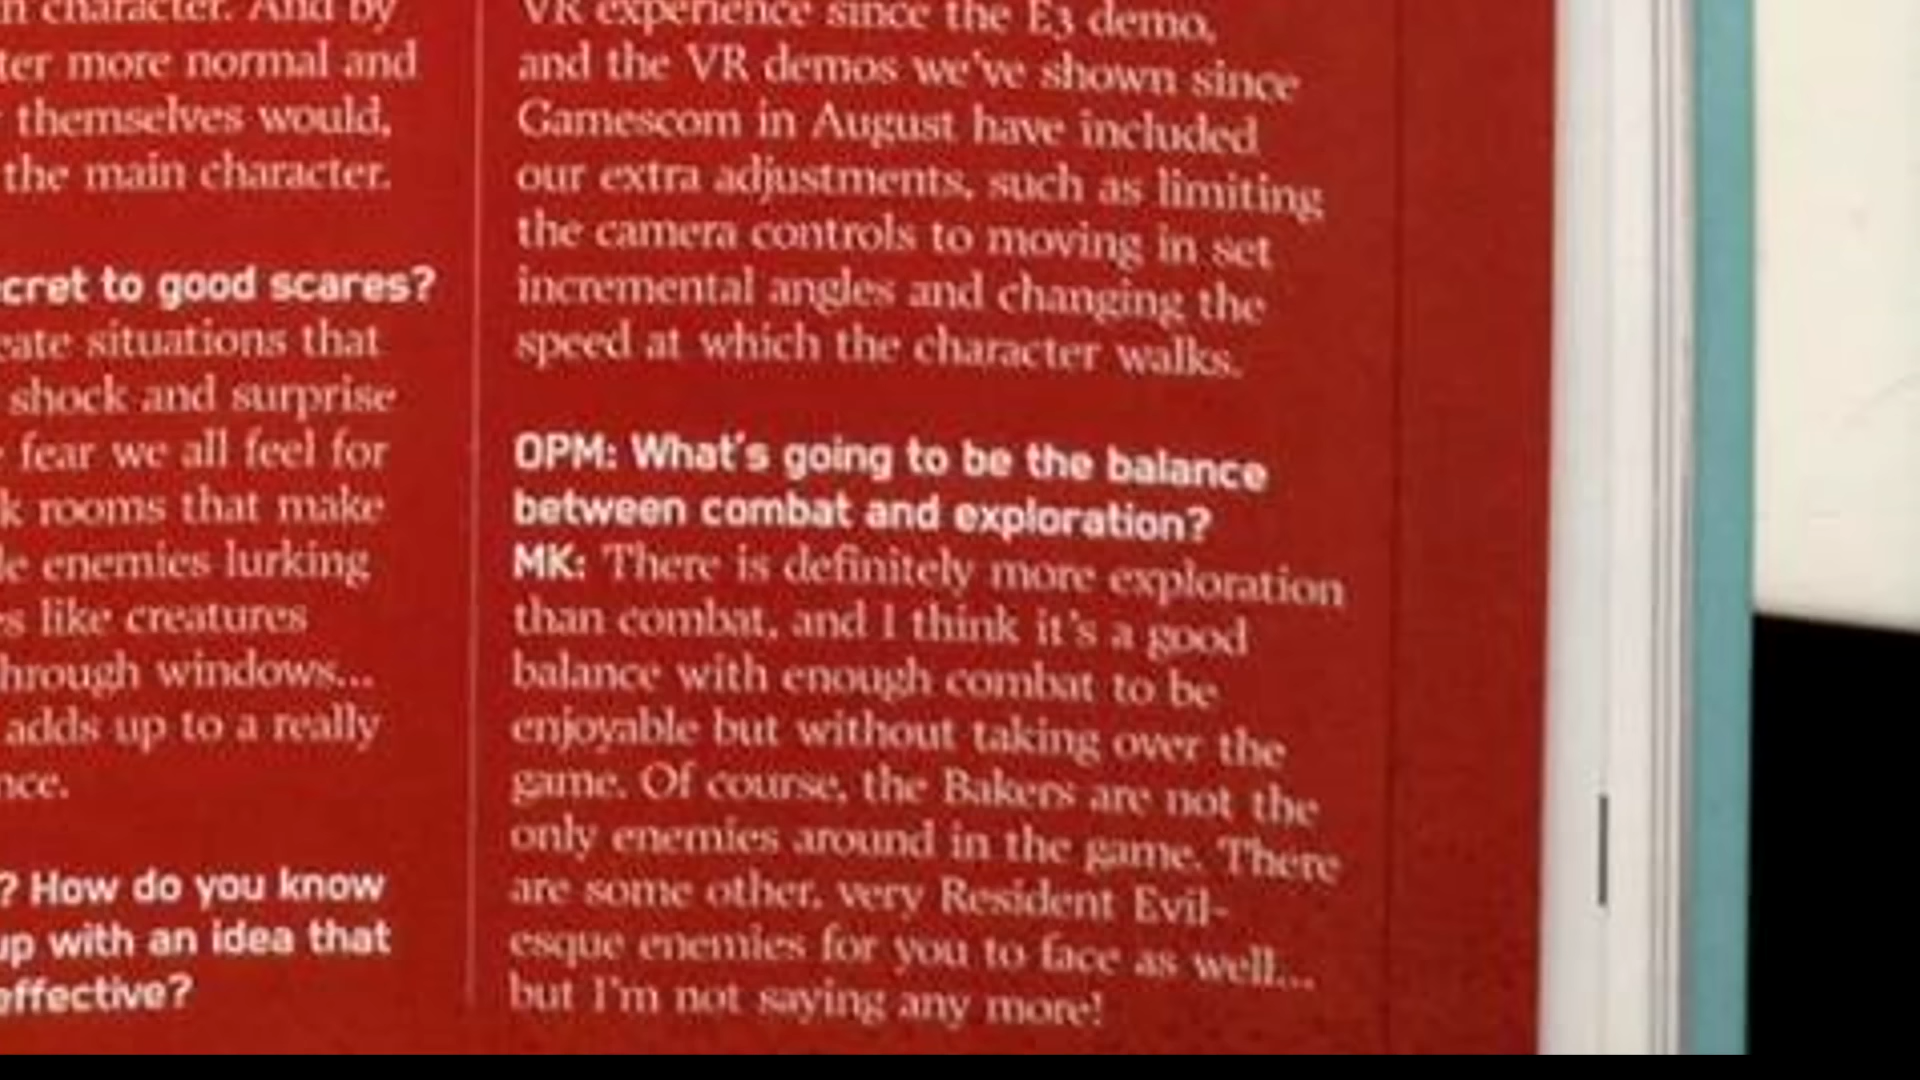 n character. And by
ter more normal and
themselves would,
the main character.
ecret to good scares?
eate situations that
shock and surprise
fear we all feel for
k rooms that make
le enemies lurking
es like creatures
hrough windows...
adds up to a really
nce.
? How do you know
up with an idea that
effective?
VR experience since the E3 demo,
and the VR demos we've shown since
Gamescom in August have included
our extra adjustments, such as limiting
the camera controls to moving in set
incremental angles and changing the
speed at which the character walks.
OPM: What's going to be the balance
between combat and exploration?
MK: There is definitely more exploration
than combat, and I think it's a good
balance with enough combat to be
enjoyable but without taking over the
game. Of course, the Bakers are not the
only enemies around in the game. There
are some other, very Resident Evil-
esque enemies for you to face as well...
but I'm not saying any more!